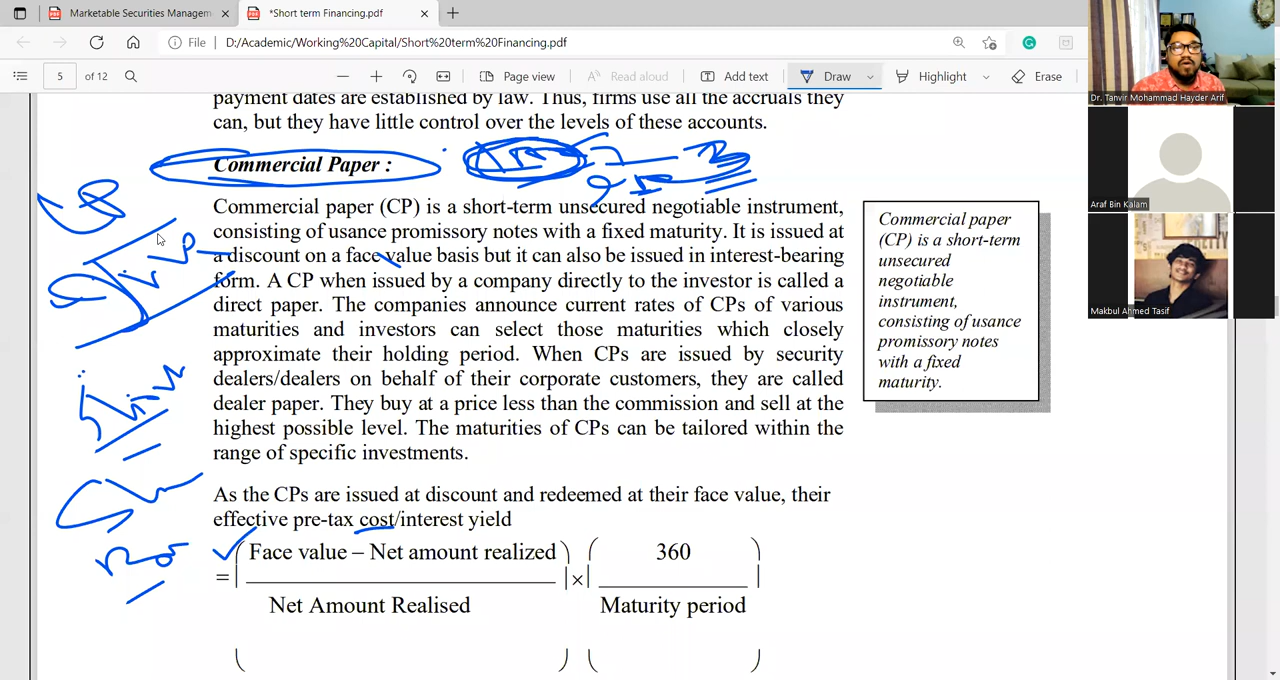 Marketable Securities Managem
*Short term Financing.pdf
File
D:/Academic/Working%20Capital/Short%20term%20Financing.pdf
5 of 12
Page view
Read aloud
Add text
Draw
Highlight
Erase
Dr. Tanvir Mohammad Hayder Arif
Araf Bin Kalam
Makbul Ahmed Tasif
payment dates are established by law. Thus, firms use all the accruals they
can, but they have little control over the levels of these accounts.
Commercial Paper :
Commercial paper (CP) is a short-term unsecured negotiable instrument,
consisting of usance promissory notes with a fixed maturity. It is issued at
a discount on a face value basis but it can also be issued in interest-bearing
form. A CP when issued by a company directly to the investor is called a
direct paper. The companies announce current rates of CPs of various
maturities and investors can select those maturities which closely
approximate their holding period. When CPs are issued by security
dealers/dealers on behalf of their corporate customers, they are called
dealer paper. They buy at a price less than the commission and sell at the
highest possible level. The maturities of CPs can be tailored within the
range of specific investments.
Commercial paper
(CP) is a short-term
unsecured
negotiable
instrument,
consisting of usance
promissory notes
with a fixed
maturity.
As the CPs are issued at discount and redeemed at their face value, their
effective pre-tax cost/interest yield
= ( Face value – Net amount realized ) × ( 360 )
Net Amount Realised Maturity period